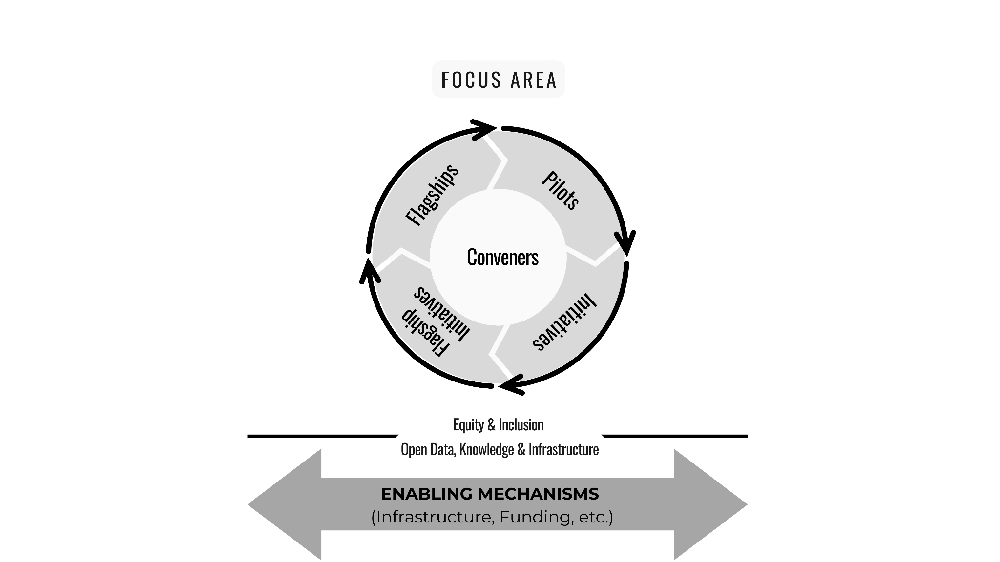 FOCUS AREA
Flagships
Pilots
Conveners
Initiatives
Flagship
Initiatives
Equity & Inclusion
Open Data, Knowledge & Infrastructure
ENABLING MECHANISMS
(Infrastructure, Funding, etc.)